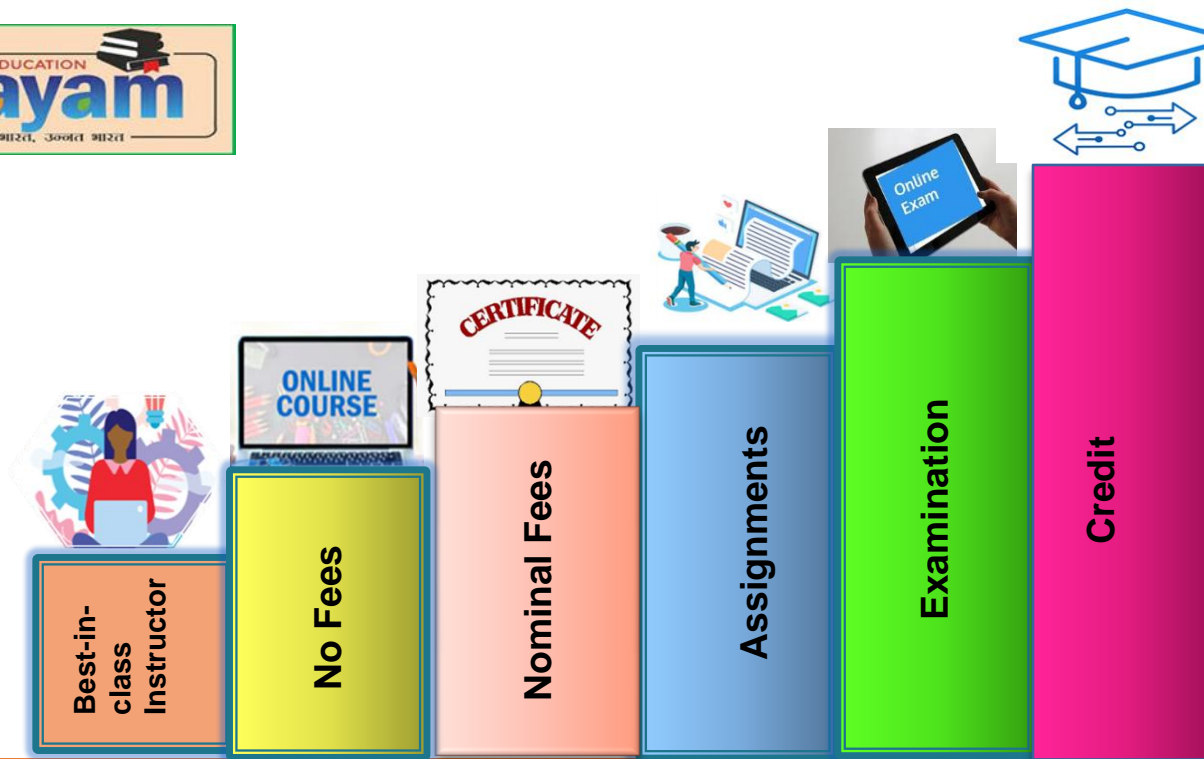 DUCATION
ayam
भारत, उन्नत भारत
Online
Exam
CERTIFICATE
ONLINE
COURSE
Best-in-
class
Instructor
No Fees
Nominal Fees
Assignments
Examination
Credit